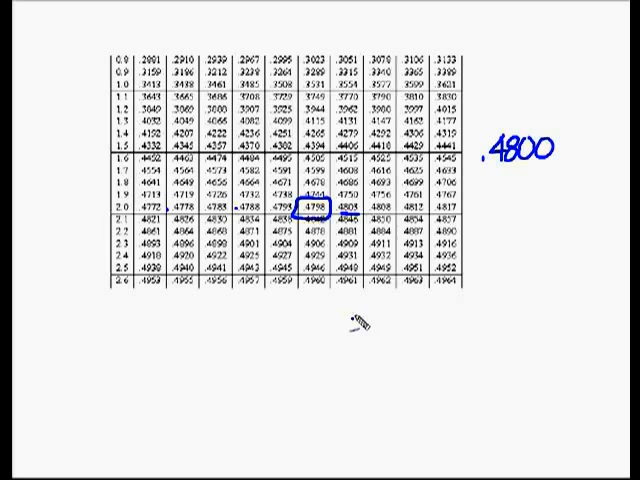 0.8 .2881 .2910 .2939 .2967 .2995 .3023 .3051 .3078 .3106 .3133
0.9 .3159 .3186 .3212 .3238 .3264 .3289 .3315 .3340 .3365 .3389
1.0 .3413 .3438 .3461 .3485 .3508 .3531 .3554 .3577 .3599 .3621
1.1 .3643 .3665 .3686 .3708 .3729 .3749 .3770 .3790 .3810 .3830
1.2 .3849 .3869 .3888 .3907 .3925 .3944 .3962 .3980 .3997 .4015
1.3 .4032 .4049 .4066 .4082 .4099 .4115 .4131 .4147 .4162 .4177
1.4 .4192 .4207 .4222 .4236 .4251 .4265 .4279 .4292 .4306 .4319
1.5 .4332 .4345 .4357 .4370 .4382 .4394 .4406 .4418 .4429 .4441
.4800
1.6 .4452 .4463 .4474 .4484 .4495 .4505 .4515 .4525 .4535 .4545
1.7 .4554 .4564 .4573 .4582 .4591 .4599 .4608 .4616 .4625 .4633
1.8 .4641 .4649 .4656 .4664 .4671 .4678 .4686 .4693 .4699 .4706
1.9 .4713 .4719 .4726 .4732 .4738 .4744 .4750 .4756 .4761 .4767
2.0 .4772 .4778 .4783 .4788 .4793 .4798 .4803 .4808 .4812 .4817
2.1 .4821 .4826 .4830 .4834 .4838 .4842 .4846 .4850 .4854 .4857
2.2 .4861 .4864 .4868 .4871 .4875 .4878 .4881 .4884 .4887 .4890
2.3 .4893 .4896 .4898 .4901 .4904 .4906 .4909 .4911 .4913 .4916
2.4 .4918 .4920 .4922 .4925 .4927 .4929 .4931 .4932 .4934 .4936
2.5 .4938 .4940 .4941 .4943 .4945 .4946 .4948 .4949 .4951 .4952
2.6 .4953 .4955 .4956 .4957 .4959 .4960 .4961 .4962 .4963 .4964